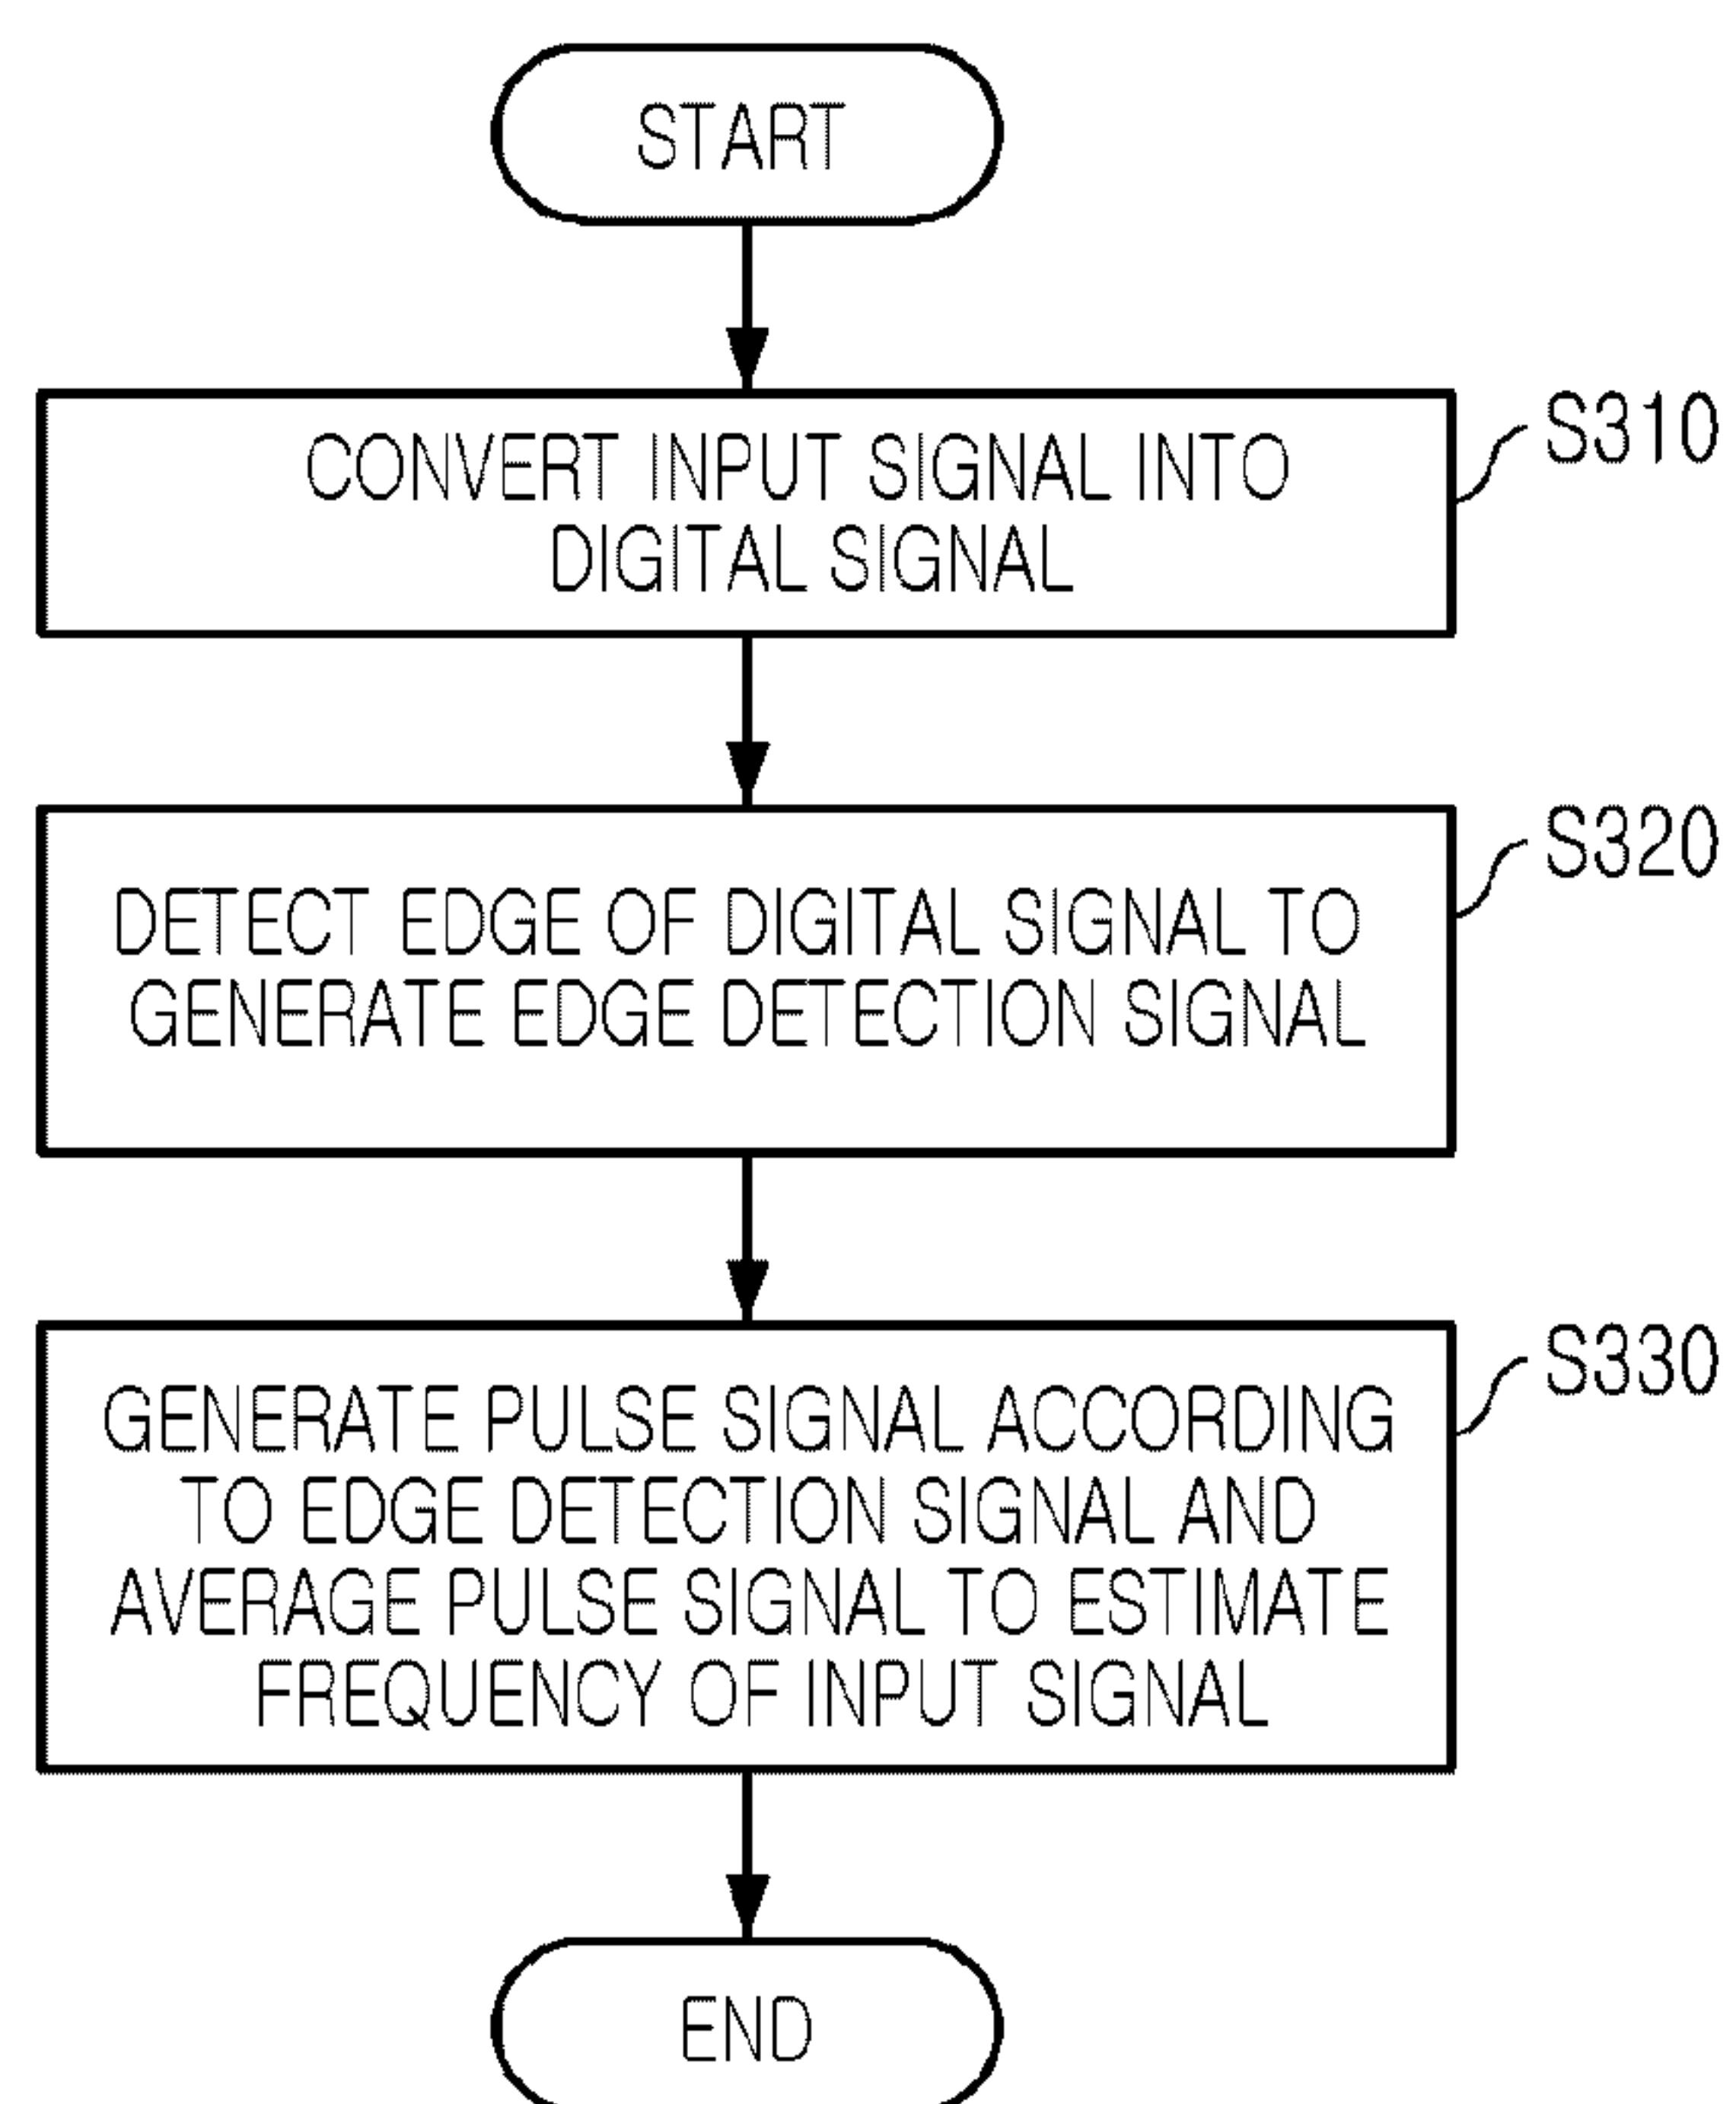 START
CONVERT INPUT SIGNAL INTO
DIGITAL SIGNAL
S310
DETECT EDGE OF DIGITAL SIGNAL TO
GENERATE EDGE DETECTION SIGNAL
S320
GENERATE PULSE SIGNAL ACCORDING
TO EDGE DETECTION SIGNAL AND
AVERAGE PULSE SIGNAL TO ESTIMATE
FREQUENCY OF INPUT SIGNAL
S330
END